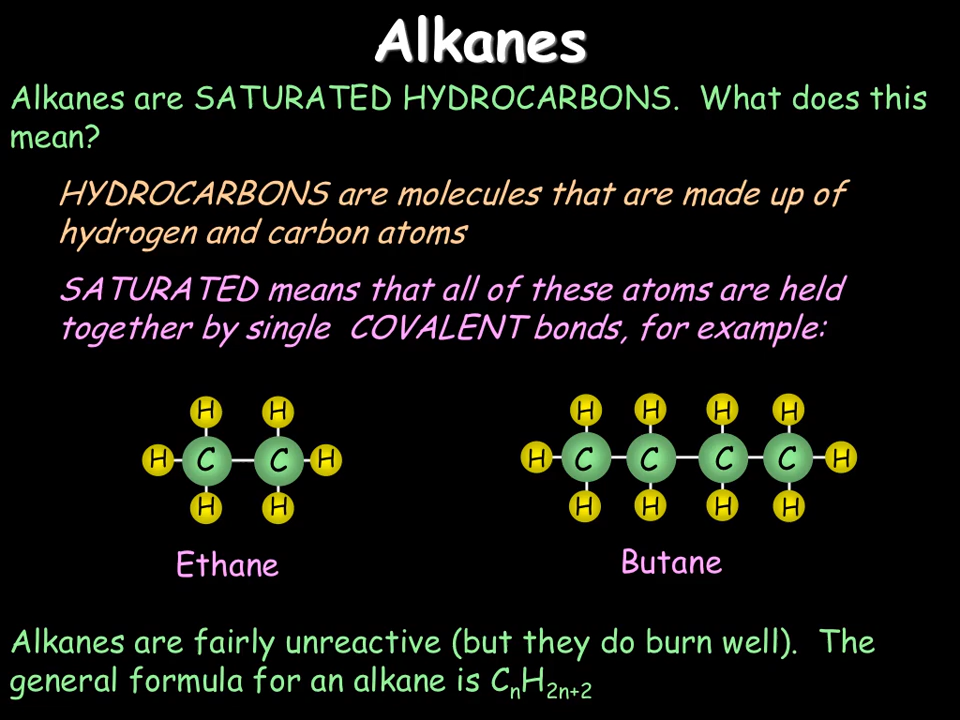 Alkanes
Alkanes are SATURATED HYDROCARBONS.  What does this
mean?
HYDROCARBONS are molecules that are made up of
hydrogen and carbon atoms
SATURATED means that all of these atoms are held
together by single  COVALENT bonds, for example:
H H H H H H
H C C H H C C C C H
H H H H H H
Ethane Butane
Alkanes are fairly unreactive (but they do burn well).  The
general formula for an alkane is CₙH₂ₙ₊₂